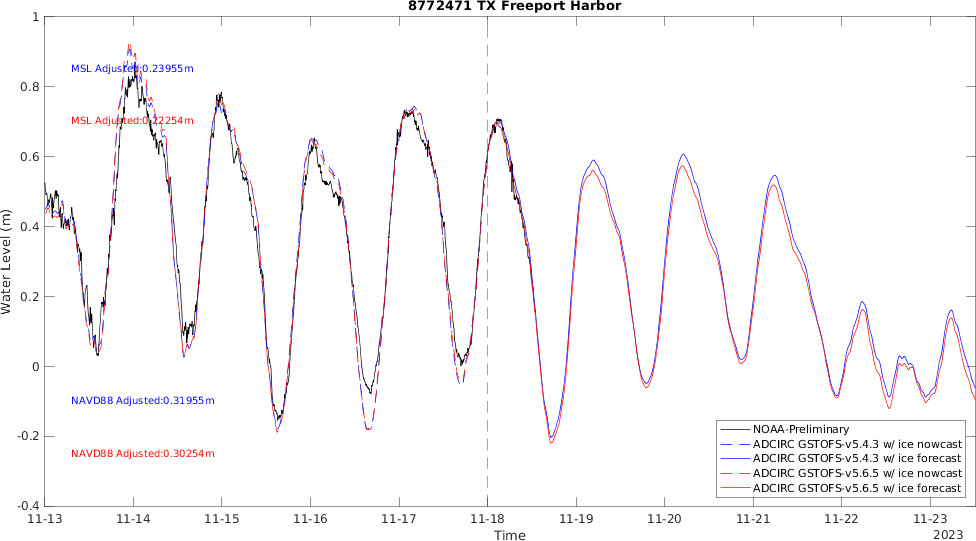 8772471 TX Freeport Harbor
1
0.8
0.6
0.4
0.2
0
-0.2
-0.4
Water Level (m)
MSL Adjusted:0.23955m
MSL Adjusted:0.22254m
NAVD88 Adjusted:0.31955m
NAVD88 Adjusted:0.30254m
NOAA-Preliminary
ADCIRC GSTOFS-v5.4.3 w/ ice nowcast
ADCIRC GSTOFS-v5.4.3 w/ ice forecast
ADCIRC GSTOFS-v5.6.5 w/ ice nowcast
ADCIRC GSTOFS-v5.6.5 w/ ice forecast
11-13 11-14 11-15 11-16 11-17 11-18 11-19 11-20 11-21 11-22 11-23
Time
2023